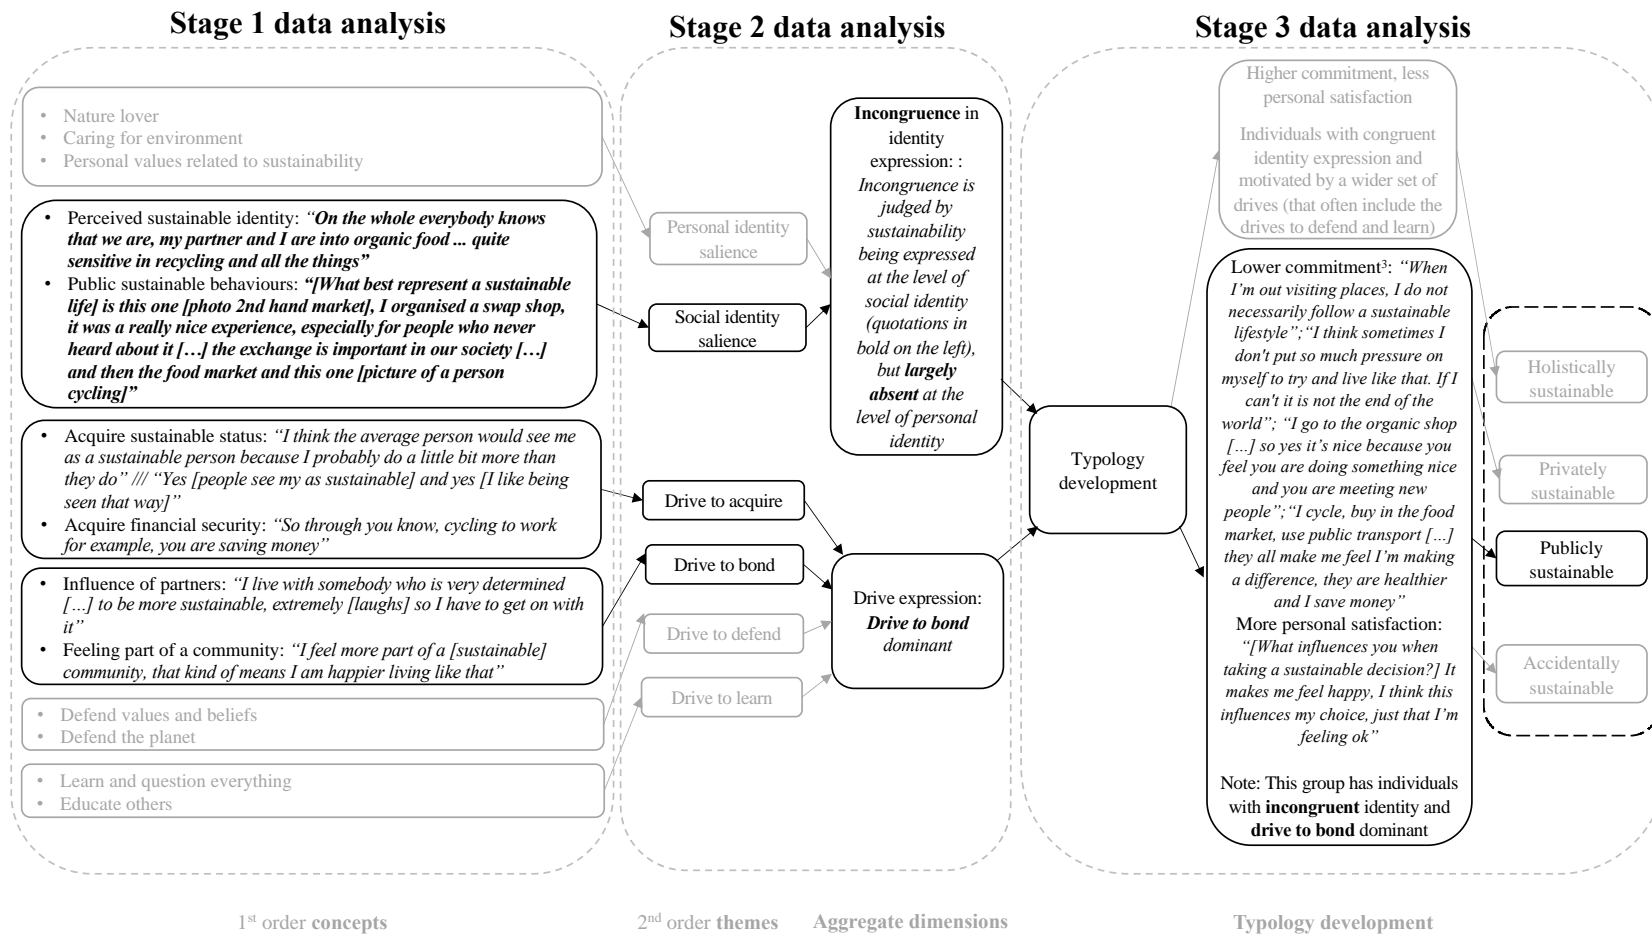 Stage 1 data analysis
Stage 2 data analysis
Stage 3 data analysis
• Nature lover
• Caring for environment
• Personal values related to sustainability
• Perceived sustainable identity: “On the whole everybody knows
that we are, my partner and I are into organic food ... quite
sensitive in recycling and all the things”
• Public sustainable behaviours: “[What best represent a sustainable
life] is this one [photo 2nd hand market], I organised a swap shop,
it was a really nice experience, especially for people who never
heard about it […] the exchange is important in our society […]
and then the food market and this one [picture of a person
cycling]”
• Acquire sustainable status: “I think the average person would see me
as a sustainable person because I probably do a little bit more than
they do” /// “Yes [people see my as sustainable] and yes [I like being
seen that way]”
• Acquire financial security: “So through you know, cycling to work
for example, you are saving money”
• Influence of partners: “I live with somebody who is very determined
[…] to be more sustainable, extremely [laughs] so I have to get on with
it”
• Feeling part of a community: “I feel more part of a [sustainable]
community, that kind of means I am happier living like that”
• Defend values and beliefs
• Defend the planet
• Learn and question everything
• Educate others
Personal identity
salience
Social identity
salience
Drive to acquire
Drive to bond
Drive to defend
Drive to learn
Incongruence in
identity
expression: :
Incongruence is
judged by
sustainability
being expressed
at the level of
social identity
(quotations in
bold on the left),
but largely
absent at the
level of personal
identity
Drive expression:
Drive to bond
dominant
Typology
development
Higher commitment, less
personal satisfaction
Individuals with congruent
identity expression and
motivated by a wider set of
drives (that often include the
drives to defend and learn)
Lower commitment³: “When
I’m out visiting places, I do not
necessarily follow a sustainable
lifestyle”;“I think sometimes I
don't put so much pressure on
myself to try and live like that. If I
can't it is not the end of the
world”; “I go to the organic shop
[…] so yes it’s nice because you
feel you are doing something nice
and you are meeting new
people”;“I cycle, buy in the food
market, use public transport […]
they all make me feel I’m making
a difference, they are healthier
and I save money”
More personal satisfaction:
“[What influences you when
taking a sustainable decision?] It
makes me feel happy, I think this
influences my choice, just that I’m
feeling ok”
Note: This group has individuals
with incongruent identity and
drive to bond dominant
Holistically
sustainable
Privately
sustainable
Publicly
sustainable
Accidentally
sustainable
1st order concepts
2nd order themes
Aggregate dimensions
Typology development